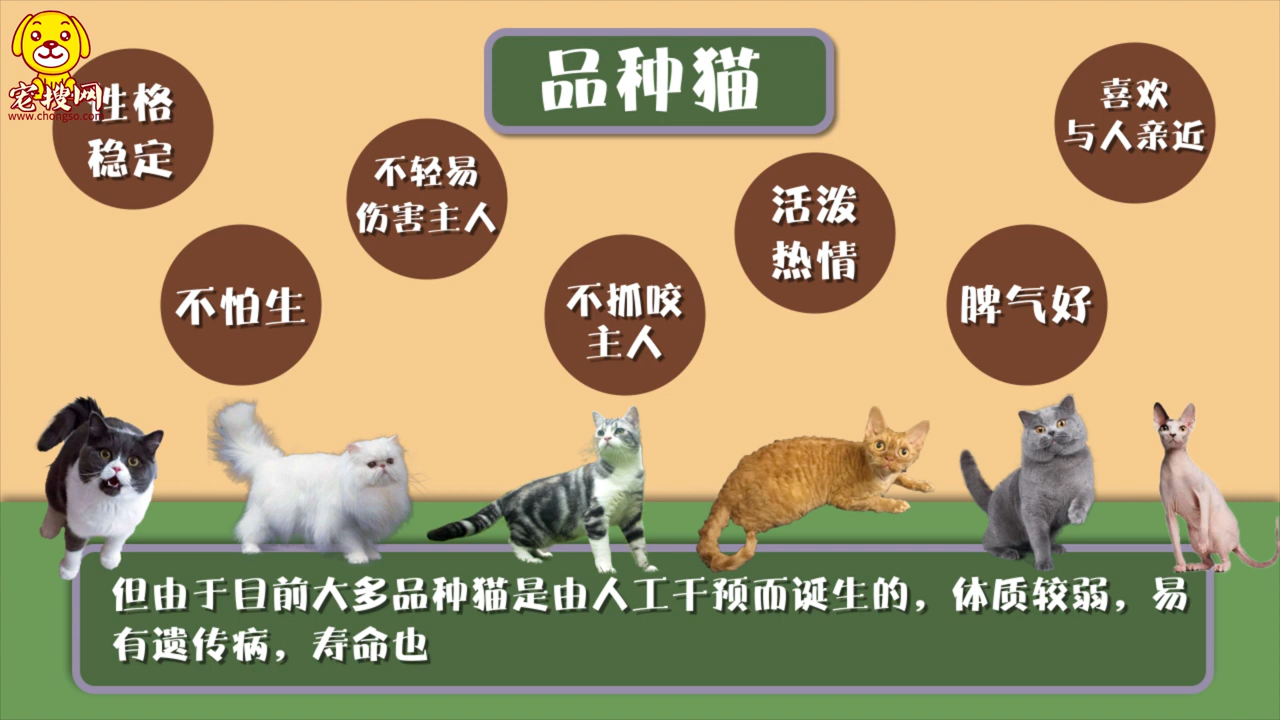 宠搜网
www.chongso.com
品种猫
性格
稳定
不怕生
不轻易
伤害主人
不抓咬
主人
活泼
热情
脾气好
喜欢
与人亲近
但由于目前大多品种猫是由人工干预而诞生的，体质较弱，易
有遗传病，寿命也